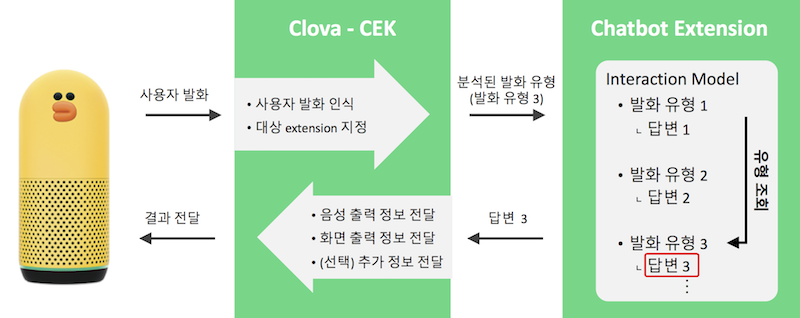 Clova - CEK
Chatbot Extension
사용자 발화
• 사용자 발화 인식
• 대상 extension 지정
분석된 발화 유형
(발화 유형 3)
Interaction Model
• 발화 유형 1
ㄴ 답변 1
• 발화 유형 2
ㄴ 답변 2
• 발화 유형 3
ㄴ 답변 3
⋮
유형 조회
답변 3
• 음성 출력 정보 전달
• 화면 출력 정보 전달
• (선택) 추가 정보 전달
결과 전달